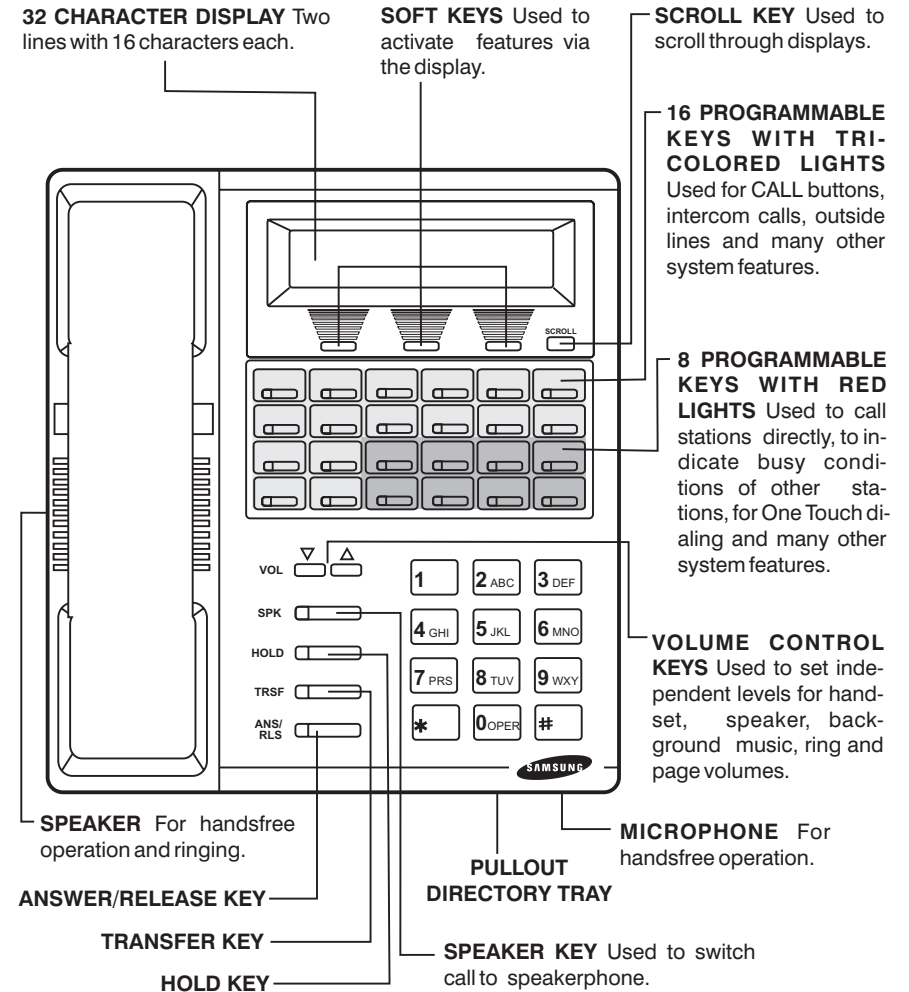 32 CHARACTER DISPLAY Two
lines with 16 characters each.
SOFT KEYS Used to
activate features via
the display.
SCROLL KEY Used to
scroll through displays.
16 PROGRAMMABLE
KEYS WITH TRI-
COLORED LIGHTS
Used for CALL buttons,
intercom calls, outside
lines and many other
system features.
SCROLL
8 PROGRAMMABLE
KEYS WITH RED
LIGHTS Used to call
stations directly, to in-
dicate busy condi-
tions of other sta-
tions, for One Touch di-
aling and many other
system features.
VOL
SPK
HOLD
TRSF
ANS/
RLS
1 2 ABC 3 DEF
4 GHI 5 JKL 6 MNO
7 PRS 8 TUV 9 WXY
* 0 OPER #
SAMSUNG
VOLUME CONTROL
KEYS Used to set inde-
pendent levels for hand-
set, speaker, back-
ground music, ring and
page volumes.
SPEAKER For handsfree
operation and ringing.
MICROPHONE For
handsfree operation.
PULLOUT
DIRECTORY TRAY
ANSWER/RELEASE KEY
TRANSFER KEY
HOLD KEY
SPEAKER KEY Used to switch
call to speakerphone.